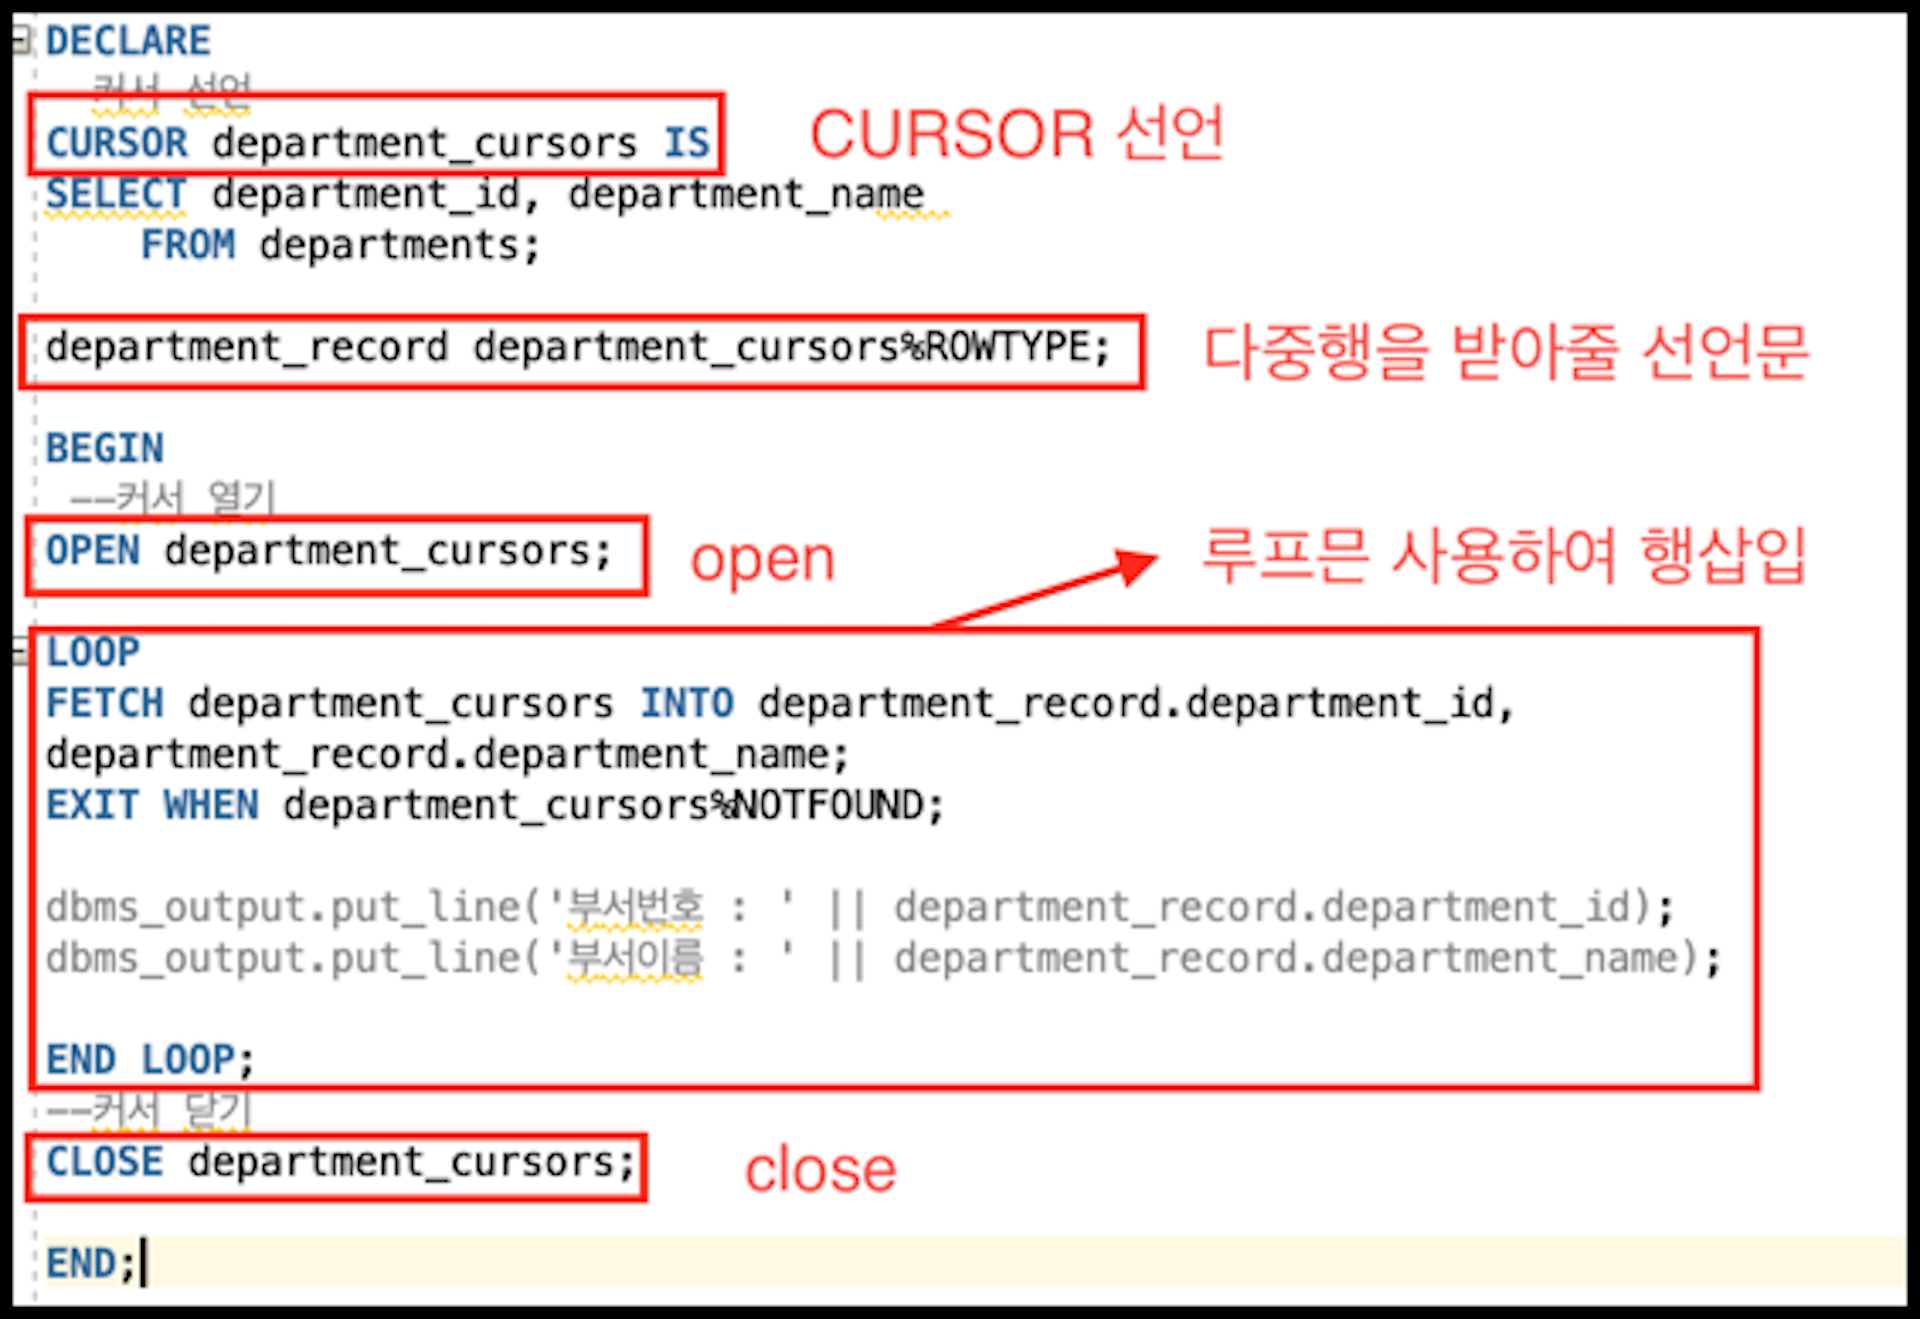 DECLARE
커서 선언
CURSOR department_cursors IS
CURSOR 선언
SELECT department_id, department_name
FROM departments;
department_record department_cursors%ROWTYPE;
다중행을 받아줄 선언문
BEGIN
--커서 열기
OPEN department_cursors;
open
루프믄 사용하여 행삽입
LOOP
FETCH department_cursors INTO department_record.department_id,
department_record.department_name;
EXIT WHEN department_cursors%NOTFOUND;
dbms_output.put_line('부서번호 : ' || department_record.department_id);
dbms_output.put_line('부서이름 : ' || department_record.department_name);
END LOOP;
--커서 닫기
CLOSE department_cursors;
close
END;